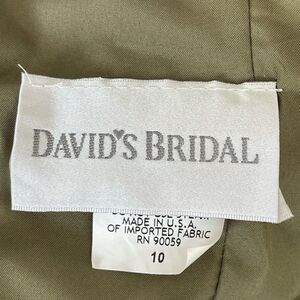 DAVID'S BRIDAL
MADE IN U.S.A.
OF IMPORTED FABRIC
RN 90059
10